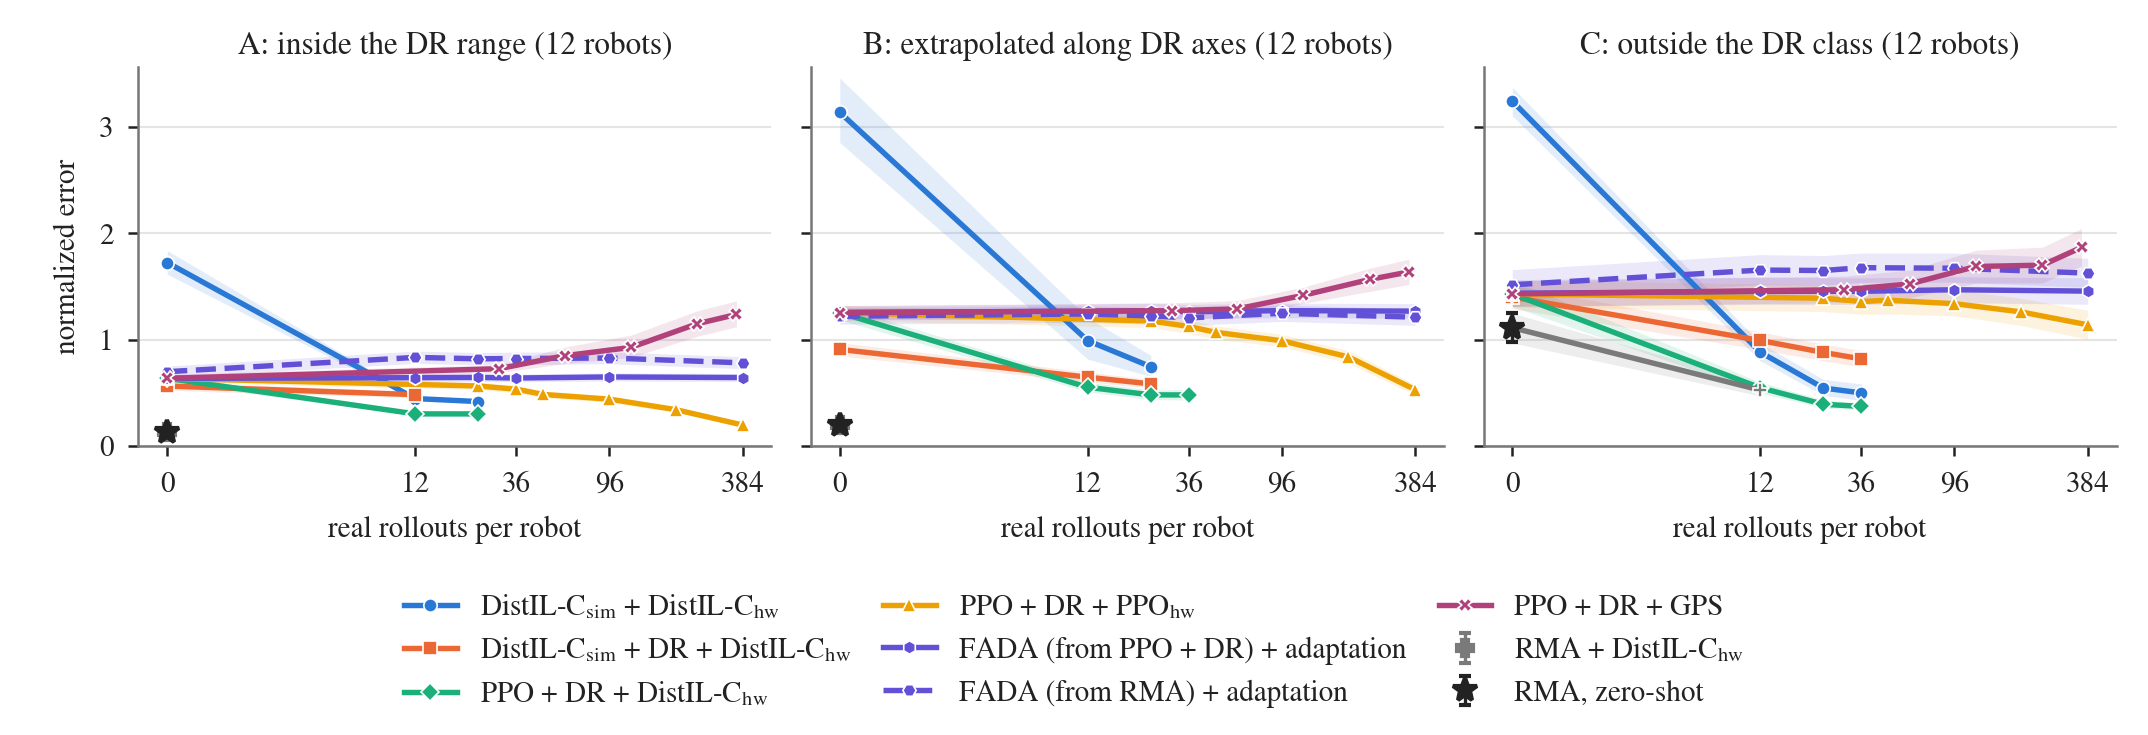 A: inside the DR range (12 robots)
B: extrapolated along DR axes (12 robots)
C: outside the DR class (12 robots)
normalized error
3
2
1
0
0 12 36 96 384
0 12 36 96 384
0 12 36 96 384
real rollouts per robot
real rollouts per robot
real rollouts per robot
DistIL-Csim + DistIL-Chw
DistIL-Csim + DR + DistIL-Chw
PPO + DR + DistIL-Chw
PPO + DR + PPOhw
FADA (from PPO + DR) + adaptation
FADA (from RMA) + adaptation
PPO + DR + GPS
RMA + DistIL-Chw
RMA, zero-shot